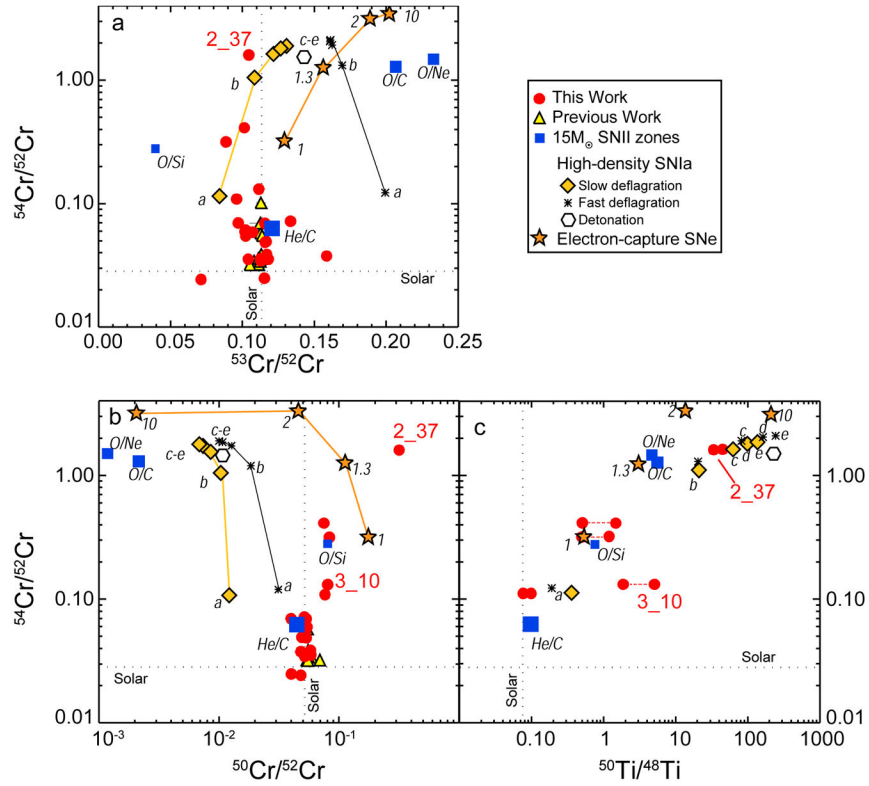 a
2_37
2
10
c-e
b
O/C
O/Ne
1.00
b
1.3
1
O/Si
a
a
0.10
He/C
Solar
Solar
0.01
⁵⁴Cr/⁵²Cr
0.00 0.05 0.10 0.15 0.20 0.25
⁵³Cr/⁵²Cr
This Work
Previous Work
15M☉ SNII zones
High-density SNIa
Slow deflagration
Fast deflagration
Detonation
Electron-capture SNe
b
10
2
c-e
2_37
O/Ne
O/C
c-e
b
b
1.3
1.00
1
O/Si
3_10
a
a
0.10
He/C
Solar
Solar
0.01
⁵⁴Cr/⁵²Cr
10⁻³ 10⁻² 10⁻¹
⁵⁰Cr/⁵²Cr
c
2
10
c
d
e
O/Ne
O/C
1.3
b
c
d
e
2_37
1.00
1
O/Si
3_10
a
0.10
He/C
Solar
Solar
0.01
⁵⁴Cr/⁵²Cr
0.10 1 10 100 1000
⁵⁰Ti/⁴⁸Ti